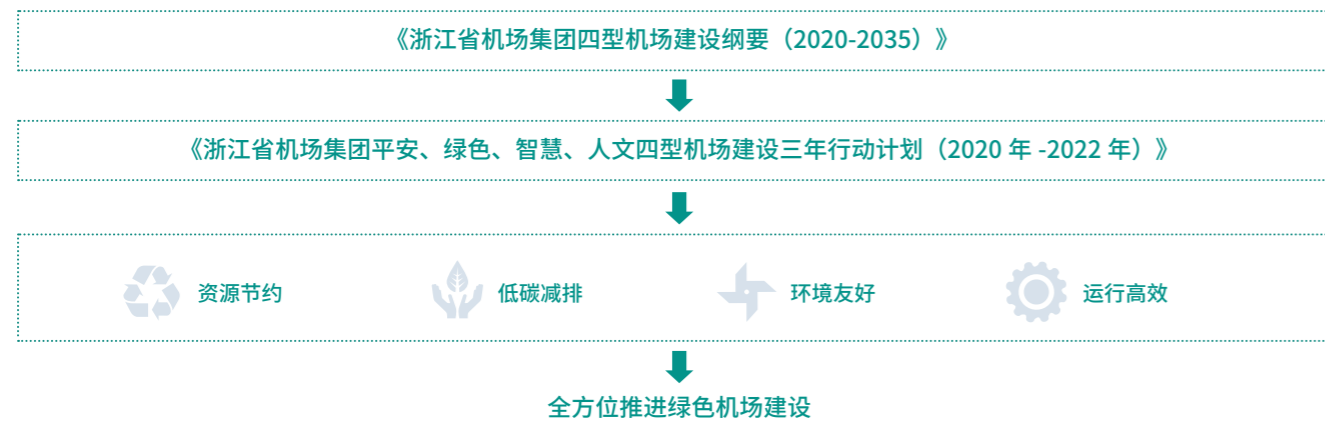 《浙江省机场集团四型机场建设纲要（2020-2035）》
《浙江省机场集团平安、绿色、智慧、人文四型机场建设三年行动计划（2020 年 -2022 年）》
资源节约 低碳减排 环境友好 运行高效
全方位推进绿色机场建设